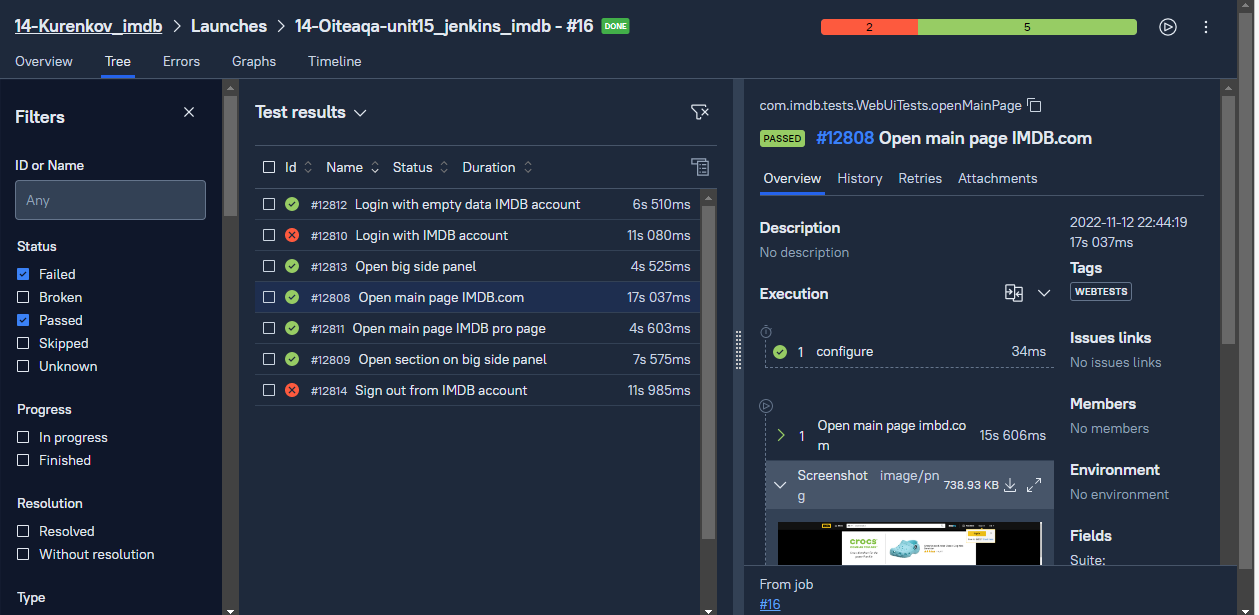 14-Kurenkov_imdb > Launches > 14-Oiteaqa-unit15_jenkins_imdb - #16 DONE
2 5
Overview Tree Errors Graphs Timeline
Filters
ID or Name
Any
Status
Failed
Broken
Passed
Skipped
Unknown
Progress
In progress
Finished
Resolution
Resolved
Without resolution
Type
Test results
Id Name Status Duration
#12812 Login with empty data IMDB account 6s 510ms
#12810 Login with IMDB account 11s 080ms
#12813 Open big side panel 4s 525ms
#12808 Open main page IMDB.com 17s 037ms
#12811 Open main page IMDB pro page 4s 603ms
#12809 Open section on big side panel 7s 575ms
#12814 Sign out from IMDB account 11s 985ms
com.imdb.tests.WebUiTests.openMainPage
PASSED #12808 Open main page IMDB.com
Overview History Retries Attachments
Description
No description
Execution
1 configure 34ms
1 Open main page imbd.co
m 15s 606ms
Screenshot image/pn
g 738.93 KB
crocs
2022-11-12 22:44:19
17s 037ms
Tags
WEBTESTS
Issues links
No issues links
Members
No members
Environment
No environment
Fields
Suite:
From job
#16